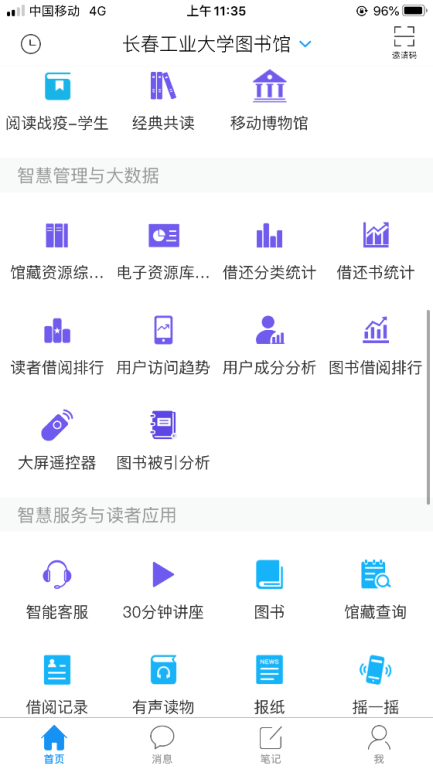 中国移动 4G 上午11:35 96%
长春工业大学图书馆
邀请码
阅读战疫-学生 经典共读 移动博物馆
智慧管理与大数据
馆藏资源综... 电子资源库... 借还分类统计 借还书统计
读者借阅排行 用户访问趋势 用户成分分析 图书借阅排行
大屏遥控器 图书被引分析
智慧服务与读者应用
智能客服 30分钟讲座 图书 馆藏查询
NEWS
借阅记录 有声读物 报纸 摇一摇
首页 消息 笔记 我